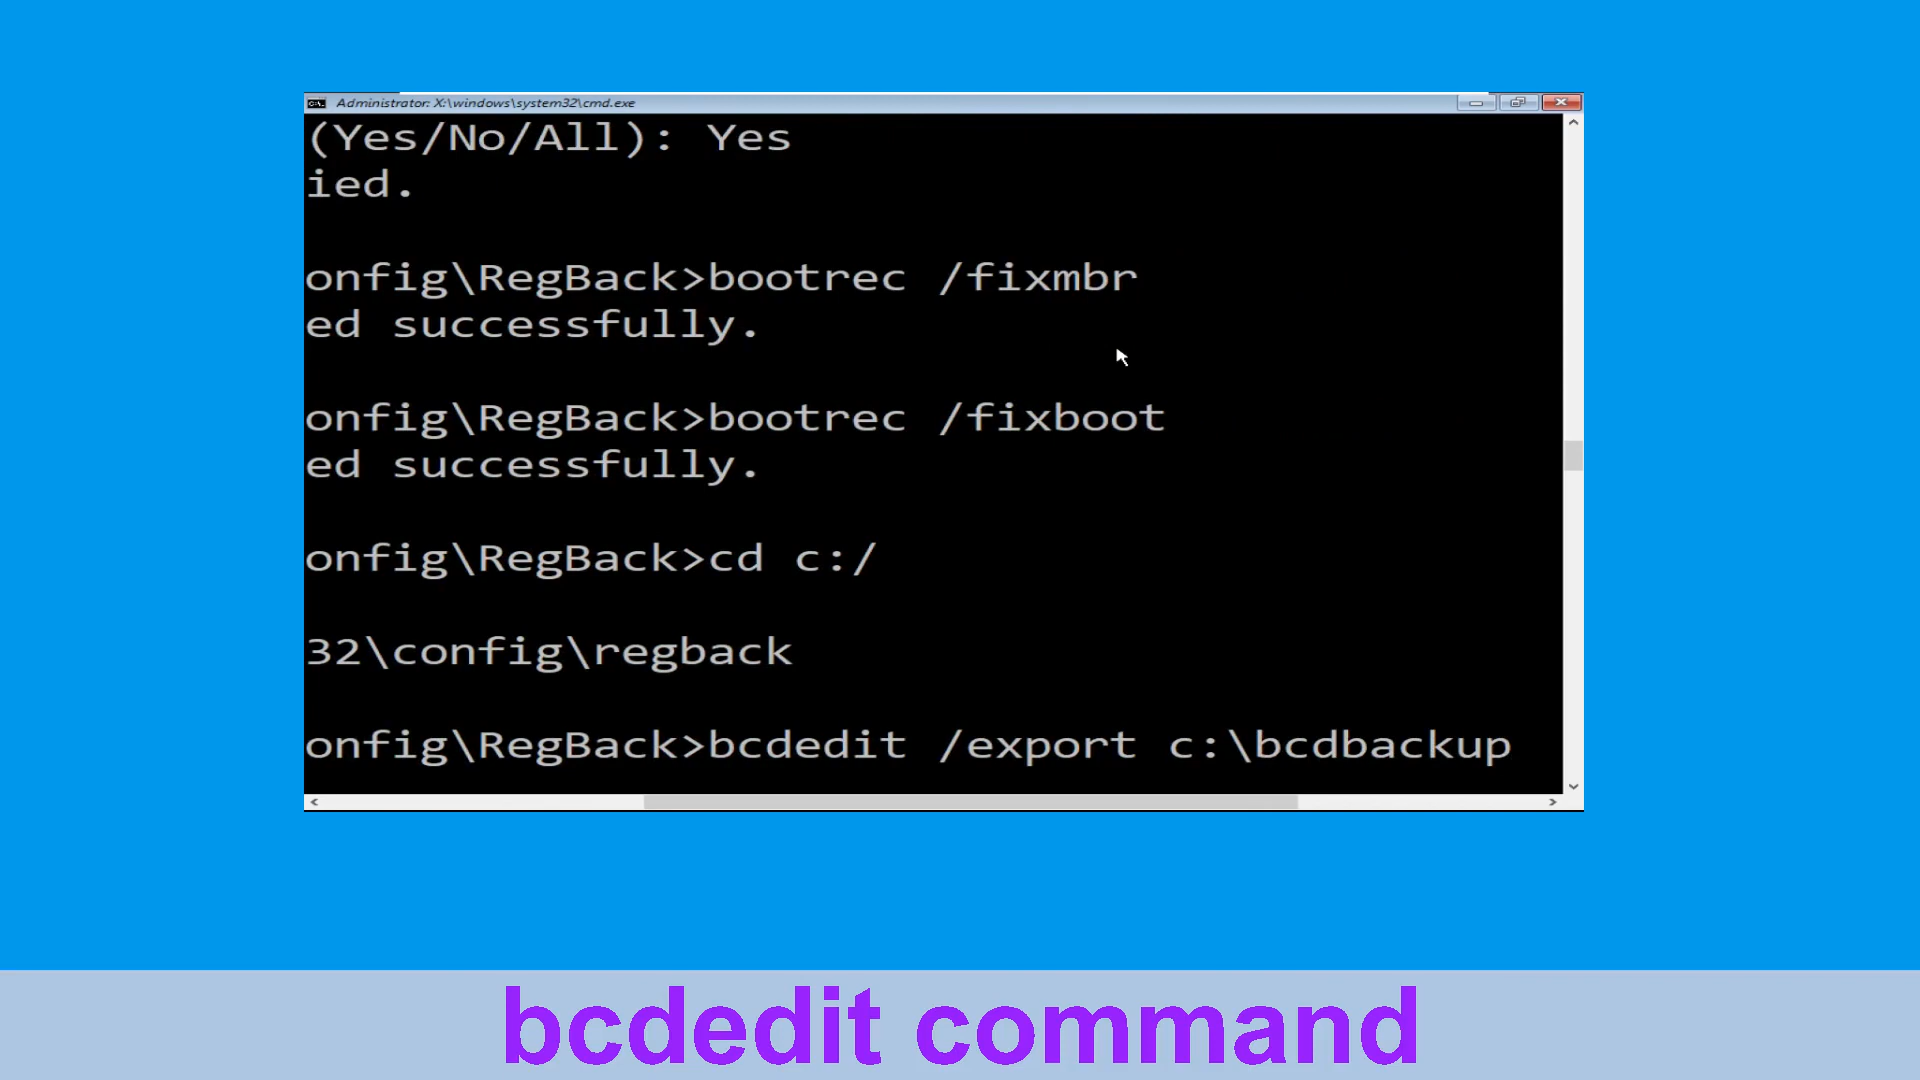 Administrator: X:\windows\system32\cmd.exe
(Yes/No/All): Yes
ied.
onfig\RegBack>bootrec /fixmbr
ed successfully.
onfig\RegBack>bootrec /fixboot
ed successfully.
onfig\RegBack>cd c:/
32\config\regback
onfig\RegBack>bcdedit /export c:\bcdbackup
bcdedit command